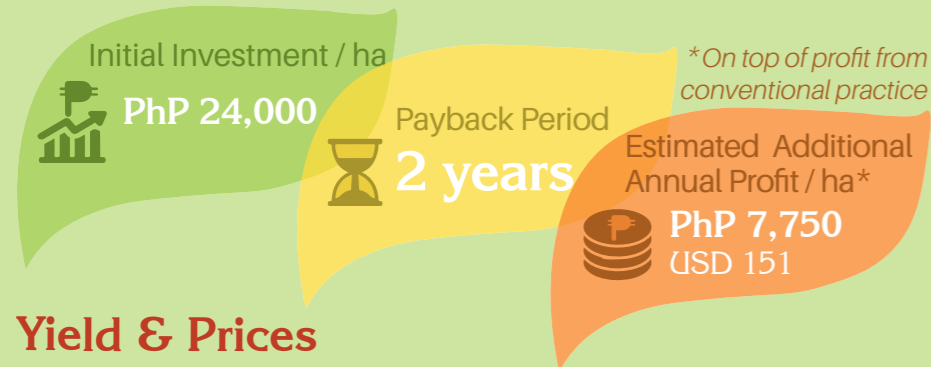 Initial Investment / ha
PhP 24,000
Payback Period
2 years
*On top of profit from
conventional practice
Estimated Additional
Annual Profit / ha*
PhP 7,750
USD 151
Yield & Prices